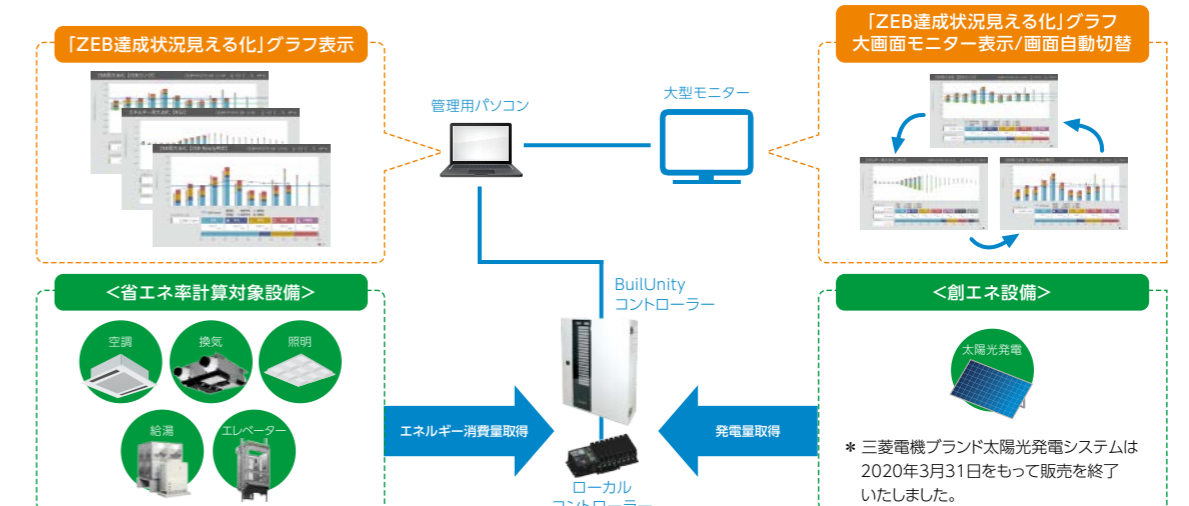 「ZEB達成状況見える化」グラフ表示
「ZEB達成状況見える化」グラフ
大画面モニター表示/画面自動切替
管理用パソコン
大型モニター
<省エネ率計算対象設備>
空調
換気
照明
給湯
エレベーター
BuilUnity
コントローラー
<創エネ設備>
太陽光発電
エネルギー消費量取得
発電量取得
ローカル
コントローラー
* 三菱電機ブランド太陽光発電システムは
2020年3月31日をもって販売を終了
いたしました。